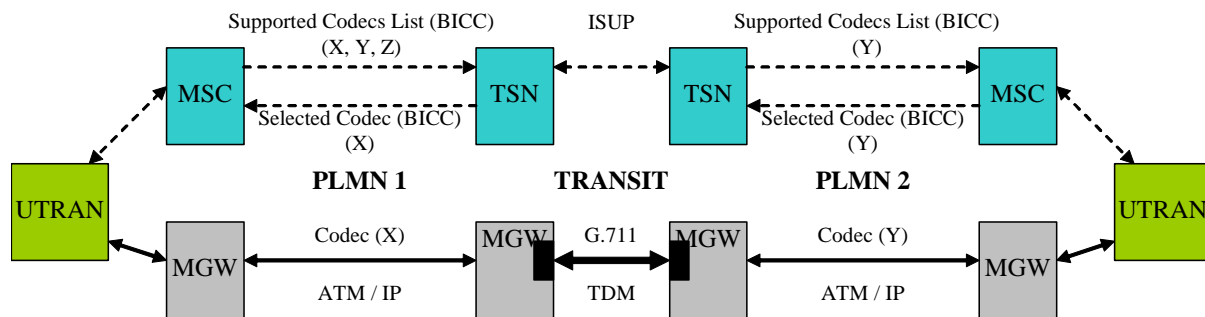 Supported Codecs List (BICC)
(X, Y, Z)
ISUP
Supported Codecs List (BICC)
(Y)
MSC
TSN
TSN
MSC
Selected Codec (BICC)
(X)
Selected Codec (BICC)
(Y)
PLMN 1
TRANSIT
PLMN 2
UTRAN
UTRAN
MGW
Codec (X)
ATM / IP
MGW
G.711
TDM
MGW
Codec (Y)
ATM / IP
MGW